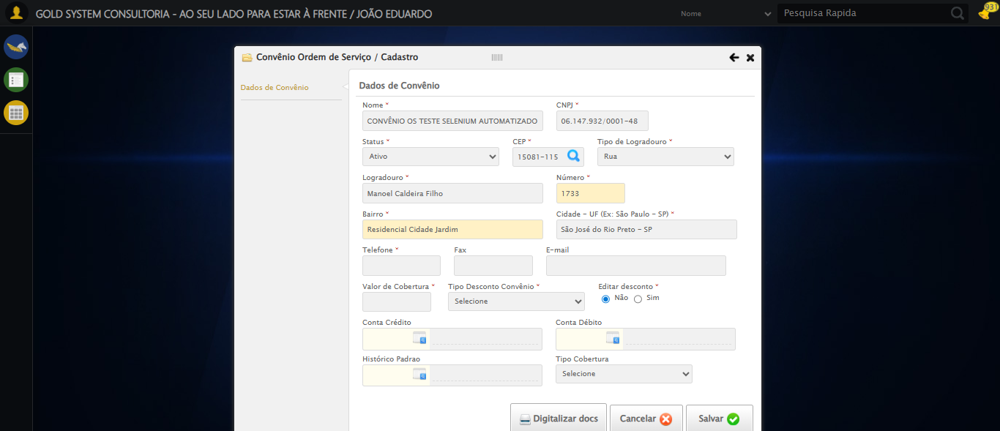 GOLD SYSTEM CONSULTORIA - AO SEU LADO PARA ESTAR À FRENTE / JOÃO EDUARDO
Nome
Pesquisa Rapida
931
Convênio Ordem de Serviço / Cadastro
Dados de Convênio
Dados de Convênio
Nome * CNPJ *
CONVÊNIO OS TESTE SELENIUM AUTOMATIZADO 06.147.932/0001-48
Status * CEP * Tipo de Logradouro *
Ativo 15081-115 Rua
Logradouro * Número *
Manoel Caldeira Filho 1733
Bairro * Cidade - UF (Ex: São Paulo - SP) *
Residencial Cidade Jardim São José do Rio Preto - SP
Telefone * Fax E-mail
Valor de Cobertura * Tipo Desconto Convênio * Editar desconto *
Selecione Não Sim
Conta Crédito Conta Débito
Histórico Padrao Tipo Cobertura
Selecione
Digitalizar docs Cancelar Salvar